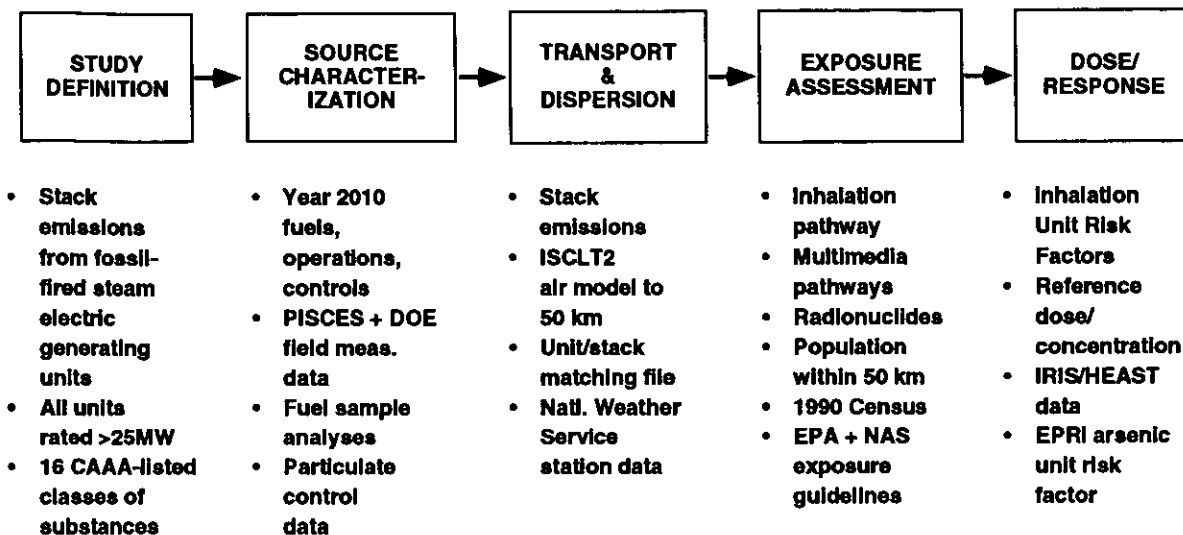 STUDY
DEFINITION
SOURCE
CHARACTER-
IZATION
TRANSPORT
&
DISPERSION
EXPOSURE
ASSESSMENT
DOSE/
RESPONSE
• Stack
emissions
from fossil-
fired steam
electric
generating
units
• All units
rated >25MW
• 16 CAAA-listed
classes of
substances
• Year 2010
fuels,
operations,
controls
• PISCES + DOE
field meas.
data
• Fuel sample
analyses
• Particulate
control
data
• Stack
emissions
• ISCLT2
air model to
50 km
• Unit/stack
matching file
• Natl. Weather
Service
station data
• Inhalation
pathway
• Multimedia
pathways
• Radionuclides
• Population
within 50 km
• 1990 Census
• EPA + NAS
exposure
guidelines
• Inhalation
Unit Risk
Factors
• Reference
dose/
concentration
• IRIS/HEAST
data
• EPRI arsenic
unit risk
factor